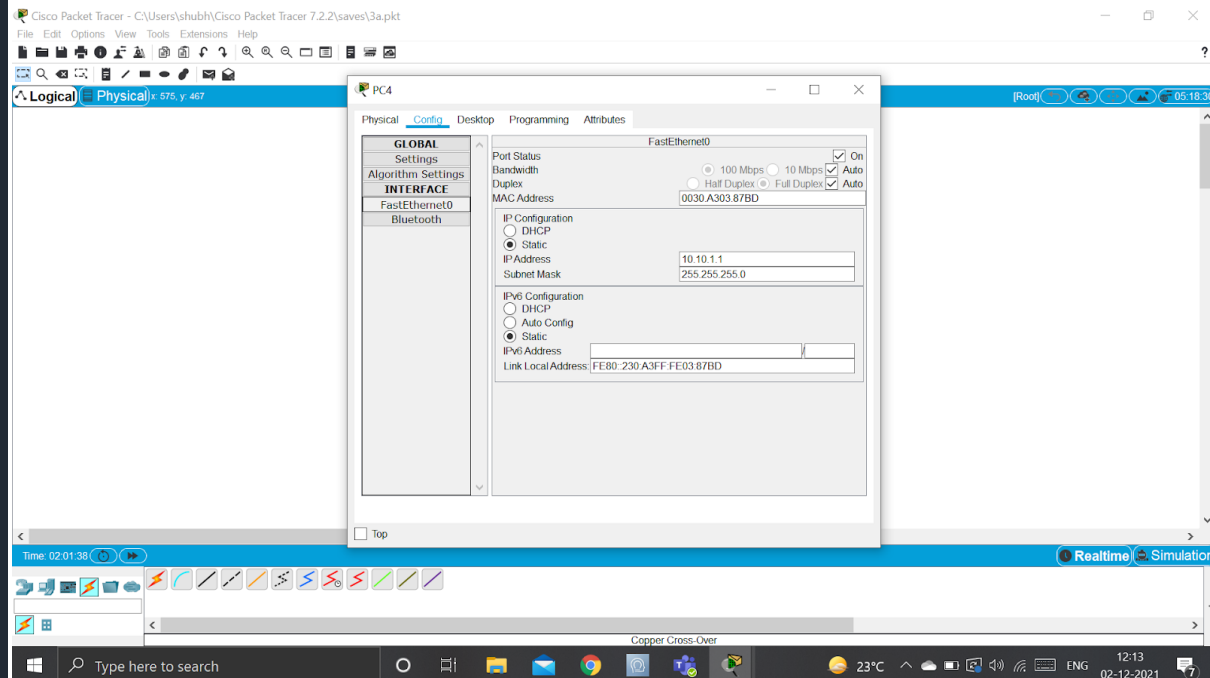 Cisco Packet Tracer - C:\Users\shubh\Cisco Packet Tracer 7.2.2\saves\3a.pkt
File Edit Options View Tools Extensions Help
?
Logical Physical x: 575, y: 467 [Root] 05:18:30
PC4
Physical Config Desktop Programming Attributes
GLOBAL
Settings
Algorithm Settings
INTERFACE
FastEthernet0
Bluetooth
FastEthernet0
Port Status On
Bandwidth 100 Mbps 10 Mbps Auto
Duplex Half Duplex Full Duplex Auto
MAC Address 0030.A303.87BD
IP Configuration
DHCP
Static
IP Address 10.10.1.1
Subnet Mask 255.255.255.0
IPv6 Configuration
DHCP
Auto Config
Static
IPv6 Address /
Link Local Address: FE80::230:A3FF:FE03:87BD
Top
Time: 02:01:38 Realtime Simulation
Copper Cross-Over
Type here to search 23°C ENG 12:13
02-12-2021 7